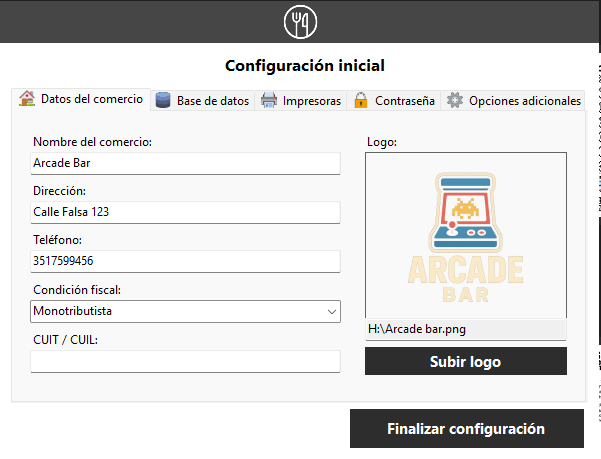 Configuración inicial
Datos del comercio
Base de datos
Impresoras
Contraseña
Opciones adicionales
Nombre del comercio:
Arcade Bar
Dirección:
Calle Falsa 123
Teléfono:
3517599456
Condición fiscal:
Monotributista
CUIT / CUIL:
Logo:
ARCADE
BAR
H:\Arcade bar.png
Subir logo
Finalizar configuración